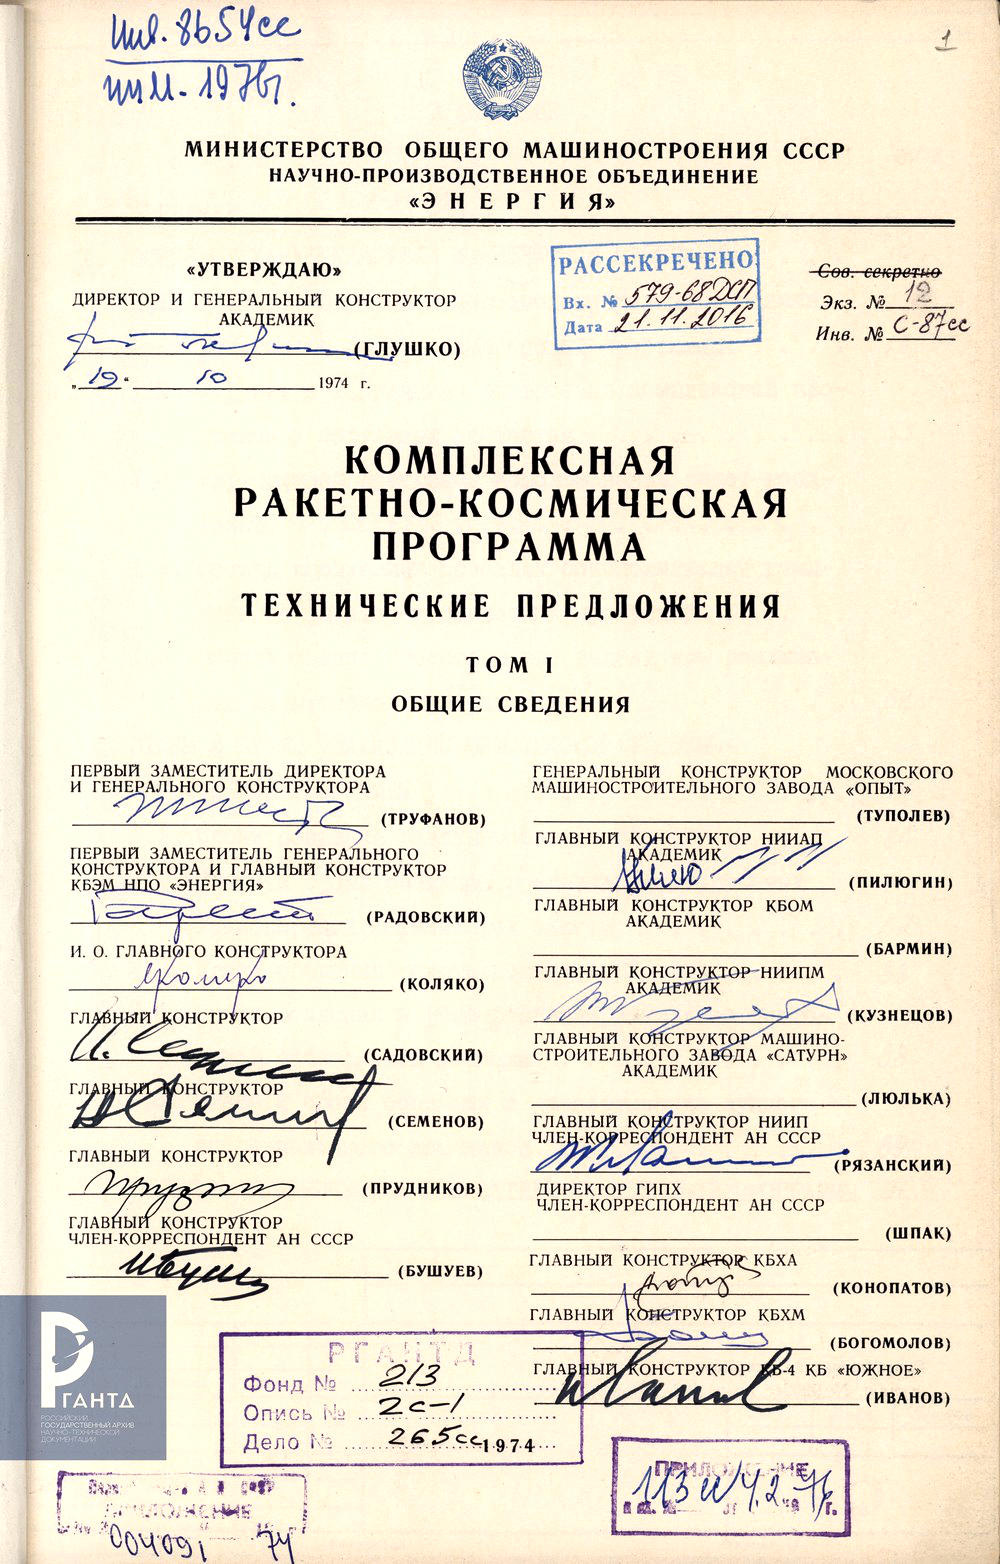 Инв. 8654сс
1976г.
1
МИНИСТЕРСТВО ОБЩЕГО МАШИНОСТРОЕНИЯ СССР
НАУЧНО-ПРОИЗВОДСТВЕННОЕ ОБЪЕДИНЕНИЕ
«ЭНЕРГИЯ»
«УТВЕРЖДАЮ»
ДИРЕКТОР И ГЕНЕРАЛЬНЫЙ КОНСТРУКТОР
АКАДЕМИК
(ГЛУШКО)
„19“ 10 1974 г.
РАССЕКРЕЧЕНО
Вх. № 579-68ДСП
Дата 21.11.2016
Сов. секретно
Экз. № 12
Инв. № С-87сс
КОМПЛЕКСНАЯ
РАКЕТНО-КОСМИЧЕСКАЯ
ПРОГРАММА
ТЕХНИЧЕСКИЕ ПРЕДЛОЖЕНИЯ
ТОМ I
ОБЩИЕ СВЕДЕНИЯ
ПЕРВЫЙ ЗАМЕСТИТЕЛЬ ДИРЕКТОРА
И ГЕНЕРАЛЬНОГО КОНСТРУКТОРА
(ТРУФАНОВ)
ПЕРВЫЙ ЗАМЕСТИТЕЛЬ ГЕНЕРАЛЬНОГО
КОНСТРУКТОРА И ГЛАВНЫЙ КОНСТРУКТОР
КБЭМ НПО «ЭНЕРГИЯ»
(РАДОВСКИЙ)
И. О. ГЛАВНОГО КОНСТРУКТОРА
(КОЛЯКО)
ГЛАВНЫЙ КОНСТРУКТОР
(САДОВСКИЙ)
ГЛАВНЫЙ КОНСТРУКТОР
(СЕМЕНОВ)
ГЛАВНЫЙ КОНСТРУКТОР
(ПРУДНИКОВ)
ГЛАВНЫЙ КОНСТРУКТОР
ЧЛЕН-КОРРЕСПОНДЕНТ АН СССР
(БУШУЕВ)
ГЕНЕРАЛЬНЫЙ КОНСТРУКТОР МОСКОВСКОГО
МАШИНОСТРОИТЕЛЬНОГО ЗАВОДА «ОПЫТ»
(ТУПОЛЕВ)
ГЛАВНЫЙ КОНСТРУКТОР НИИАП
АКАДЕМИК
(ПИЛЮГИН)
ГЛАВНЫЙ КОНСТРУКТОР КБОМ
АКАДЕМИК
(БАРМИН)
ГЛАВНЫЙ КОНСТРУКТОР НИИПМ
АКАДЕМИК
(КУЗНЕЦОВ)
ГЛАВНЫЙ КОНСТРУКТОР МАШИНО-
СТРОИТЕЛЬНОГО ЗАВОДА «САТУРН»
АКАДЕМИК
(ЛЮЛЬКА)
ГЛАВНЫЙ КОНСТРУКТОР НИИП
ЧЛЕН-КОРРЕСПОНДЕНТ АН СССР
(РЯЗАНСКИЙ)
ДИРЕКТОР ГИПХ
ЧЛЕН-КОРРЕСПОНДЕНТ АН СССР
(ШПАК)
ГЛАВНЫЙ КОНСТРУКТОР КБХА
(КОНОПАТОВ)
ГЛАВНЫЙ КОНСТРУКТОР КБХМ
(БОГОМОЛОВ)
ГЛАВНЫЙ КОНСТРУКТОР КБ-4 КБ «ЮЖНОЕ»
(ИВАНОВ)
РГАНТД
РОССИЙСКИЙ
ГОСУДАРСТВЕННЫЙ АРХИВ
НАУЧНО-ТЕХНИЧЕСКОЙ
ДОКУМЕНТАЦИИ
РГАНТД
Фонд № 213
Опись № 2с-1
Дело № 265сс
1974
ПРИЛОЖЕНИЕ
004091 74
ПРИЛОЖЕНИЕ